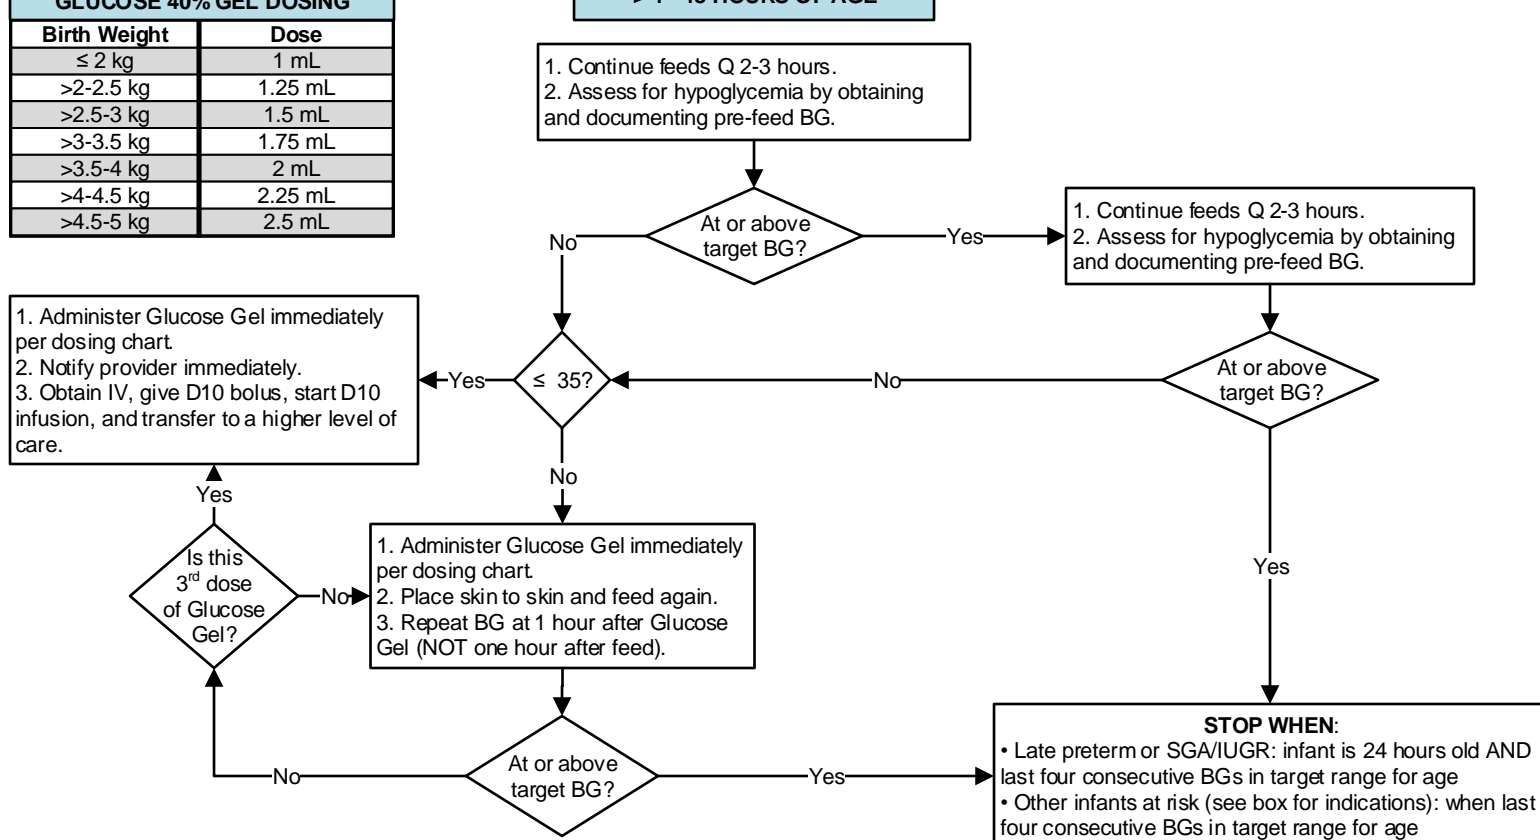 GLUCOSE 40% GEL DOSING
Birth Weight Dose
≤ 2 kg 1 mL
>2-2.5 kg 1.25 mL
>2.5-3 kg 1.5 mL
>3-3.5 kg 1.75 mL
>3.5-4 kg 2 mL
>4-4.5 kg 2.25 mL
>4.5-5 kg 2.5 mL
HOURS OF AGE
1. Continue feeds Q 2-3 hours.
2. Assess for hypoglycemia by obtaining
and documenting pre-feed BG.
At or above
target BG?
No
Yes
1. Continue feeds Q 2-3 hours.
2. Assess for hypoglycemia by obtaining
and documenting pre-feed BG.
1. Administer Glucose Gel immediately
per dosing chart.
2. Notify provider immediately.
3. Obtain IV, give D10 bolus, start D10
infusion, and transfer to a higher level of
care.
Yes
≤ 35?
No
At or above
target BG?
No
Yes
Yes
Is this
3rd dose
of Glucose
Gel?
No
1. Administer Glucose Gel immediately
per dosing chart.
2. Place skin to skin and feed again.
3. Repeat BG at 1 hour after Glucose
Gel (NOT one hour after feed).
No
At or above
target BG?
Yes
STOP WHEN:
• Late preterm or SGA/IUGR: infant is 24 hours old AND
last four consecutive BGs in target range for age
• Other infants at risk (see box for indications): when last
four consecutive BGs in target range for age